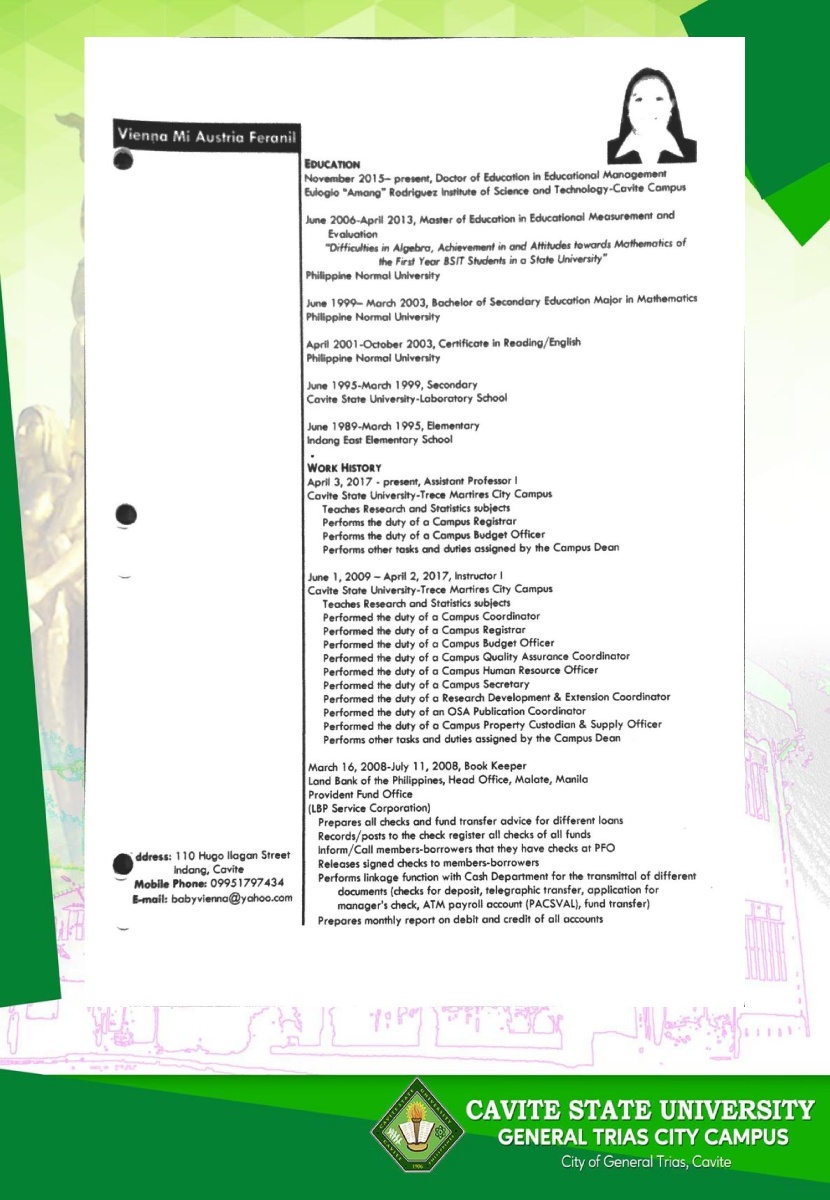 Vienna Mi Austria Feranil
EDUCATION
November 2015– present, Doctor of Education in Educational Management
Eulogio "Amang" Rodriguez Institute of Science and Technology-Cavite Campus
June 2006-April 2013, Master of Education in Educational Measurement and
Evaluation
"Difficulties in Algebra, Achievement in and Attitudes towards Mathematics of
the First Year BSIT Students in a State University"
Philippine Normal University
June 1999– March 2003, Bachelor of Secondary Education Major in Mathematics
Philippine Normal University
April 2001-October 2003, Certificate in Reading/English
Philippine Normal University
June 1995-March 1999, Secondary
Cavite State University-Laboratory School
June 1989-March 1995, Elementary
Indang East Elementary School
WORK HISTORY
April 3, 2017 - present, Assistant Professor I
Cavite State University-Trece Martires City Campus
Teaches Research and Statistics subjects
Performs the duty of a Campus Registrar
Performs the duty of a Campus Budget Officer
Performs other tasks and duties assigned by the Campus Dean
June 1, 2009 – April 2, 2017, Instructor I
Cavite State University-Trece Martires City Campus
Teaches Research and Statistics subjects
Performed the duty of a Campus Coordinator
Performed the duty of a Campus Registrar
Performed the duty of a Campus Budget Officer
Performed the duty of a Campus Quality Assurance Coordinator
Performed the duty of a Campus Human Resource Officer
Performed the duty of a Campus Secretary
Performed the duty of a Research Development & Extension Coordinator
Performed the duty of an OSA Publication Coordinator
Performed the duty of a Campus Property Custodian & Supply Officer
Performs other tasks and duties assigned by the Campus Dean
March 16, 2008-July 11, 2008, Book Keeper
Land Bank of the Philippines, Head Office, Malate, Manila
Provident Fund Office
(LBP Service Corporation)
Prepares all checks and fund transfer advice for different loans
Records/posts to the check register all checks of all funds
Inform/Call members-borrowers that they have checks at PFO
Releases signed checks to members-borrowers
Performs linkage function with Cash Department for the transmittal of different
documents (checks for deposit, telegraphic transfer, application for
manager's check, ATM payroll account (PACSVAL), fund transfer)
Prepares monthly report on debit and credit of all accounts
ddress: 110 Hugo Ilagan Street
Indang, Cavite
Mobile Phone: 09951797434
E-mail: babyvienna@yahoo.com
CAVITE STATE UNIVERSITY
GENERAL TRIAS CITY CAMPUS
City of General Trias, Cavite
1906